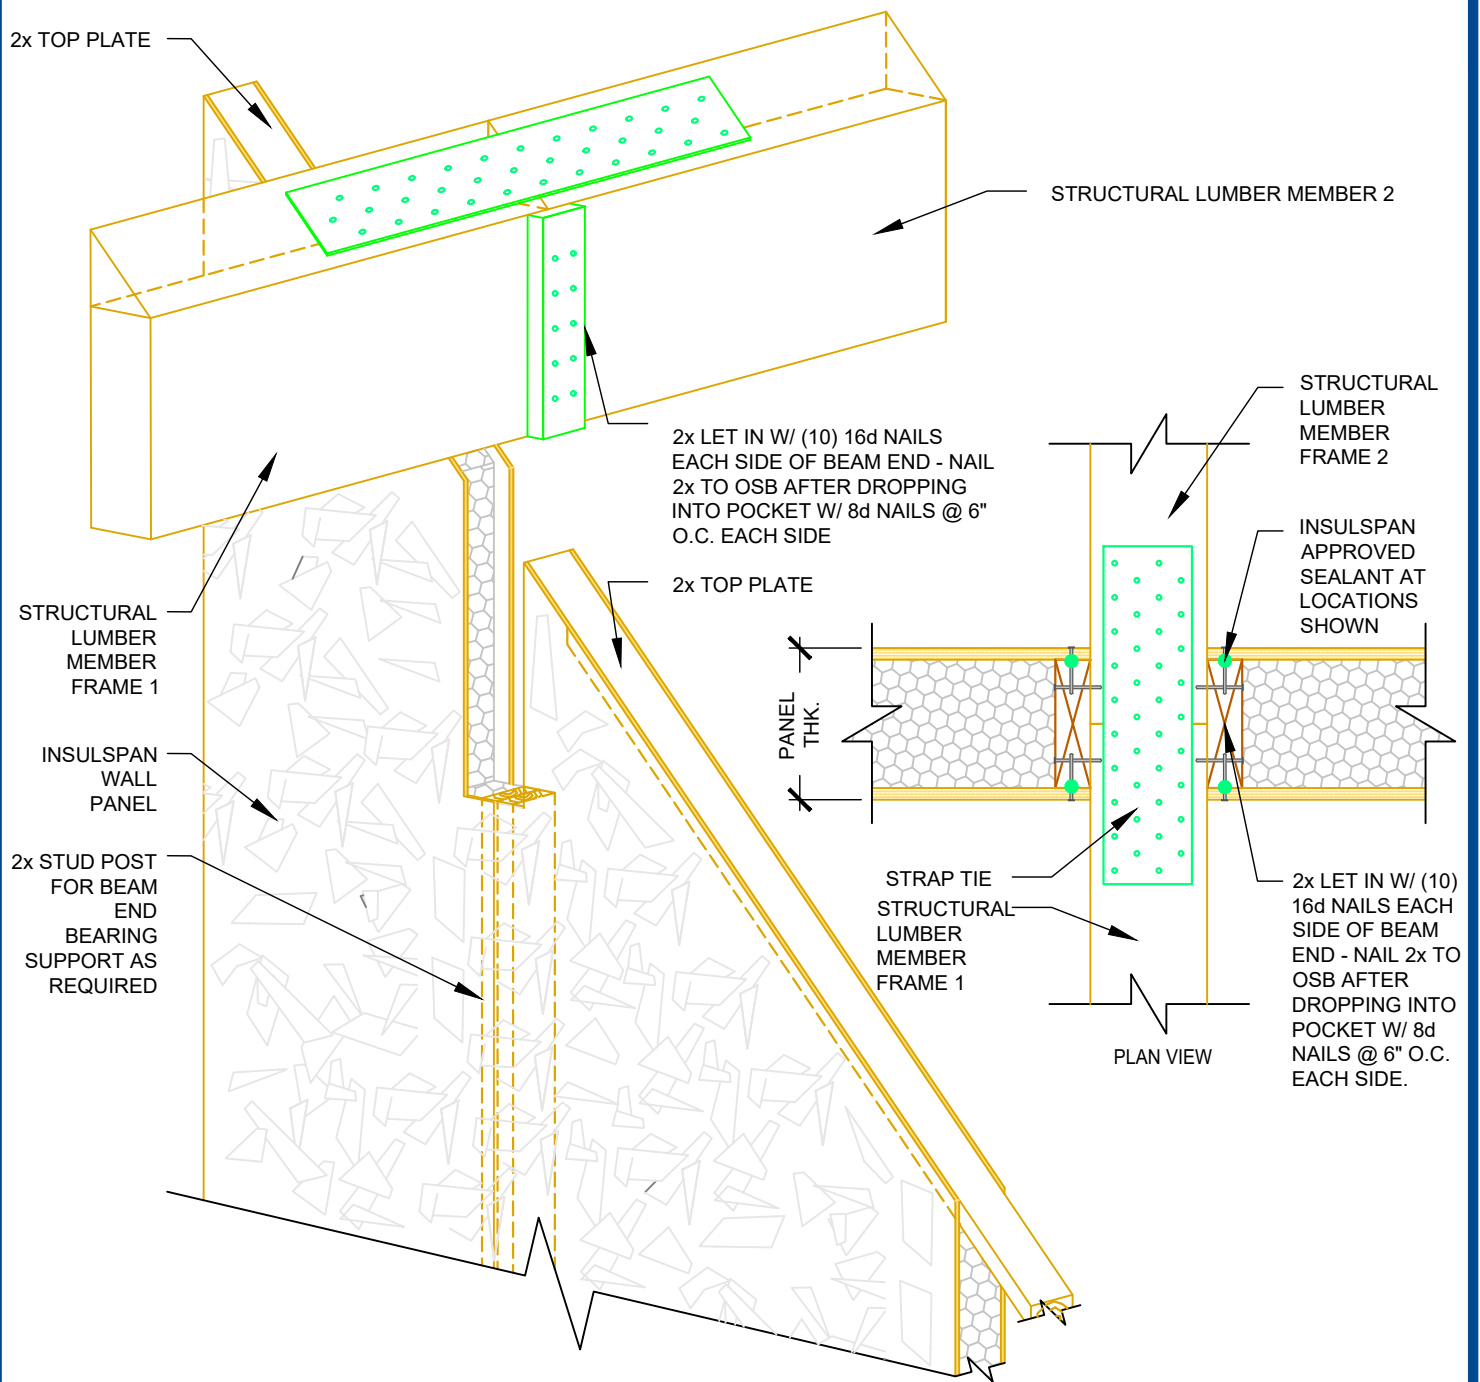 2x TOP PLATE
STRUCTURAL LUMBER MEMBER 2
2x LET IN W/ (10) 16d NAILS
EACH SIDE OF BEAM END - NAIL
2x TO OSB AFTER DROPPING
INTO POCKET W/ 8d NAILS @ 6"
O.C. EACH SIDE
2x TOP PLATE
STRUCTURAL
LUMBER
MEMBER
FRAME 1
INSULSPAN
WALL
PANEL
2x STUD POST
FOR BEAM
END
BEARING
SUPPORT AS
REQUIRED
STRUCTURAL
LUMBER
MEMBER
FRAME 2
INSULSPAN
APPROVED
SEALANT AT
LOCATIONS
SHOWN
PANEL
THK.
STRAP TIE
STRUCTURAL
LUMBER
MEMBER
FRAME 1
2x LET IN W/ (10)
16d NAILS EACH
SIDE OF BEAM
END - NAIL 2x TO
OSB AFTER
DROPPING INTO
POCKET W/ 8d
NAILS @ 6" O.C.
EACH SIDE.
PLAN VIEW